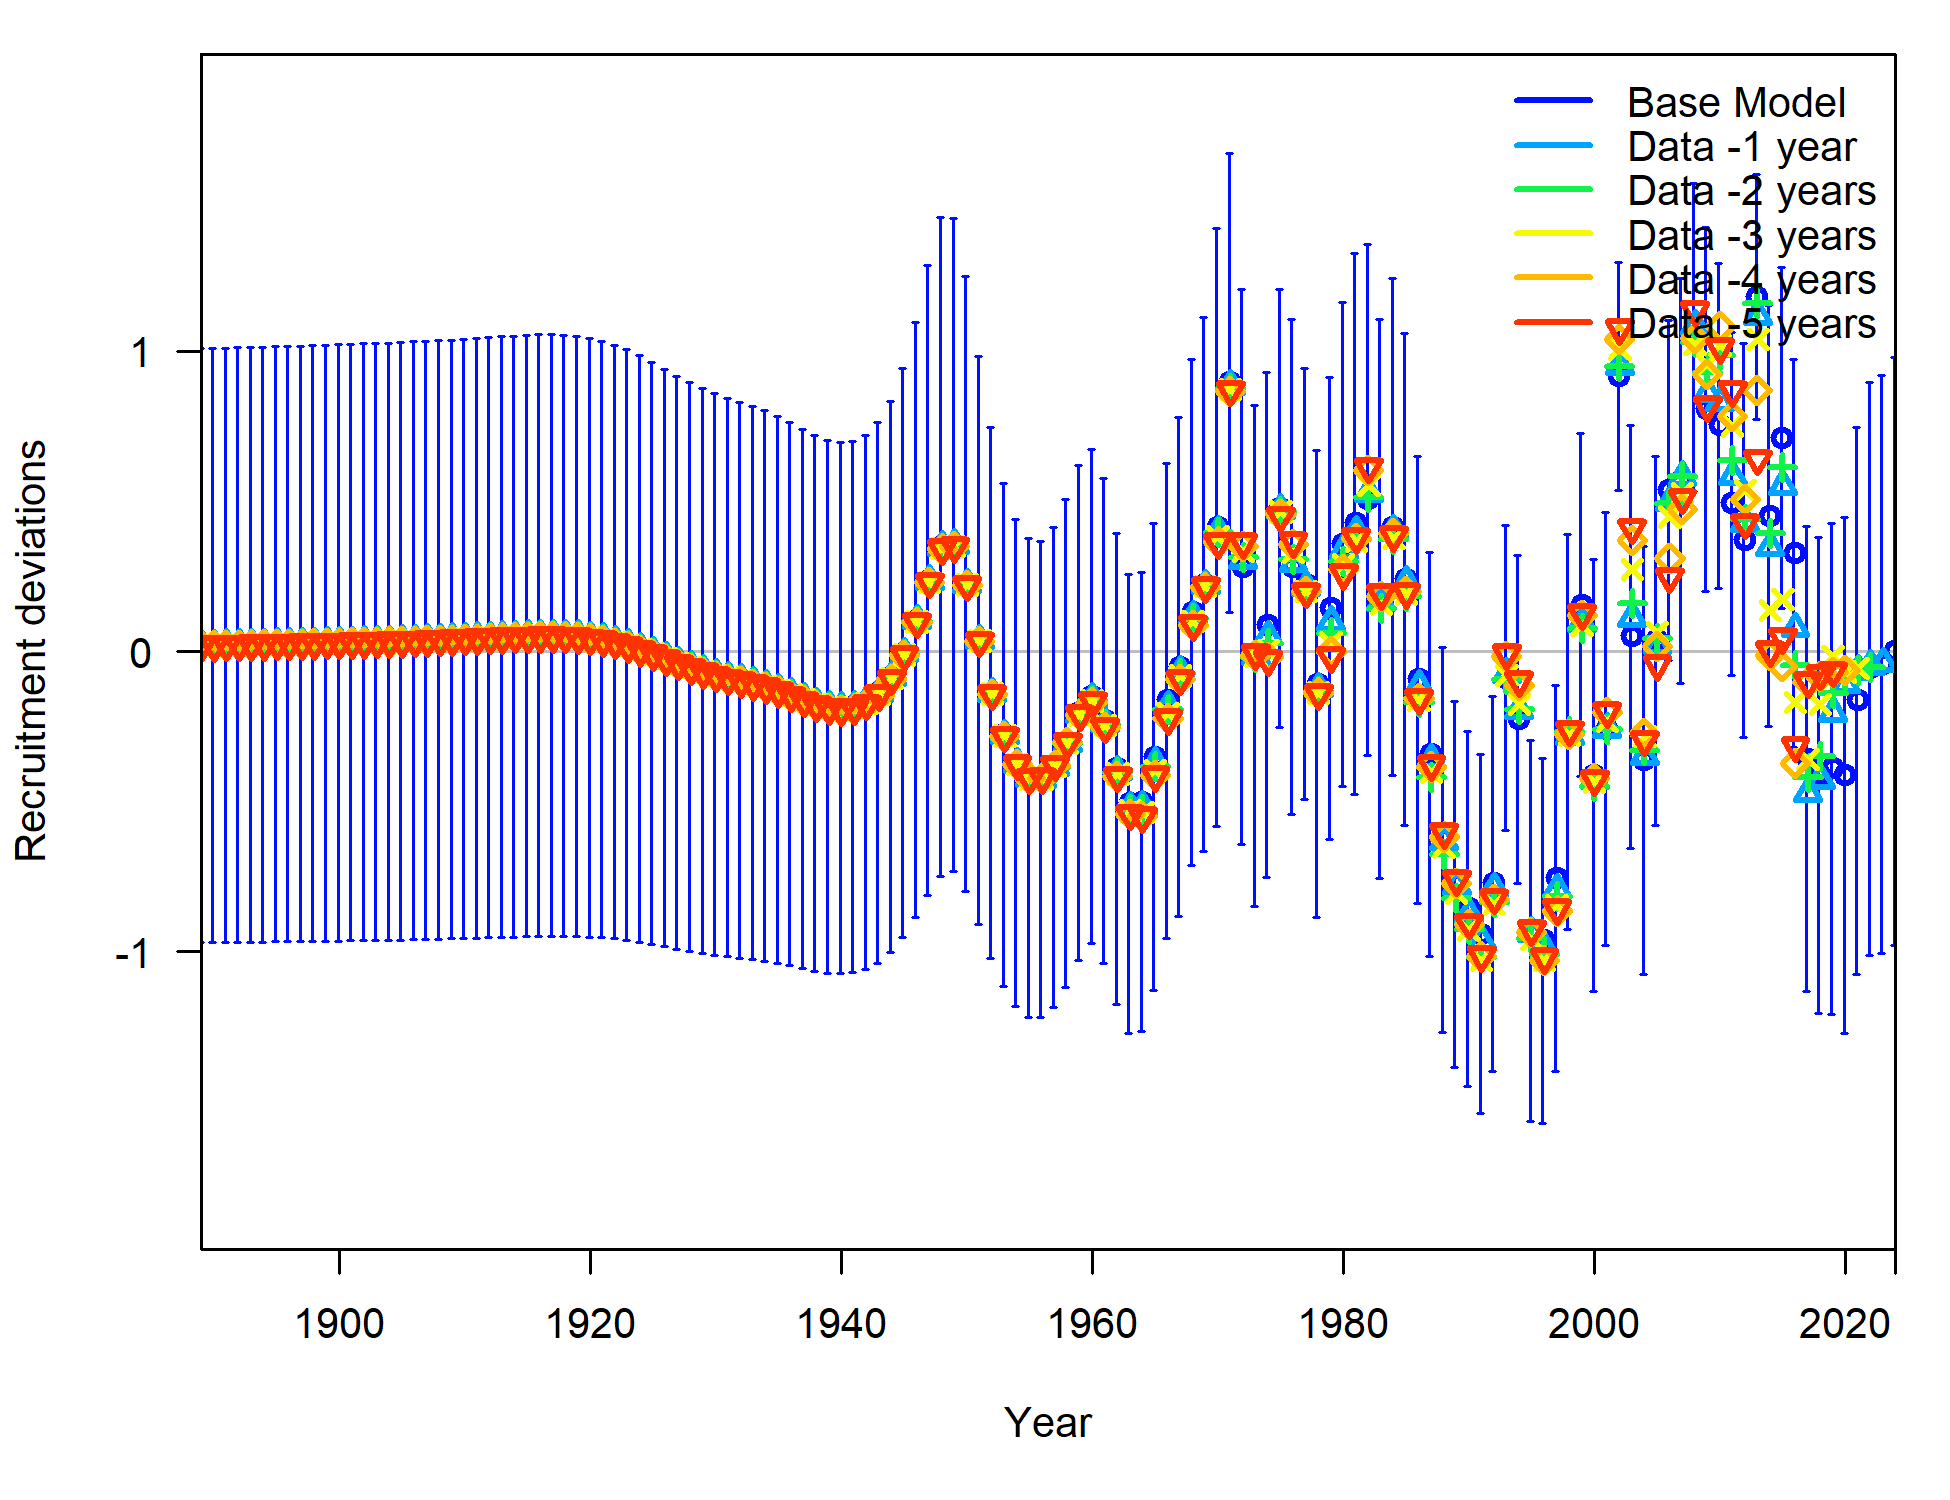 Base Model
Data -1 year
Data -2 years
Data -3 years
Data -4 years
Data -5 years
Recruitment deviations
1
0
-1
1900 1920 1940 1960 1980 2000 2020
Year